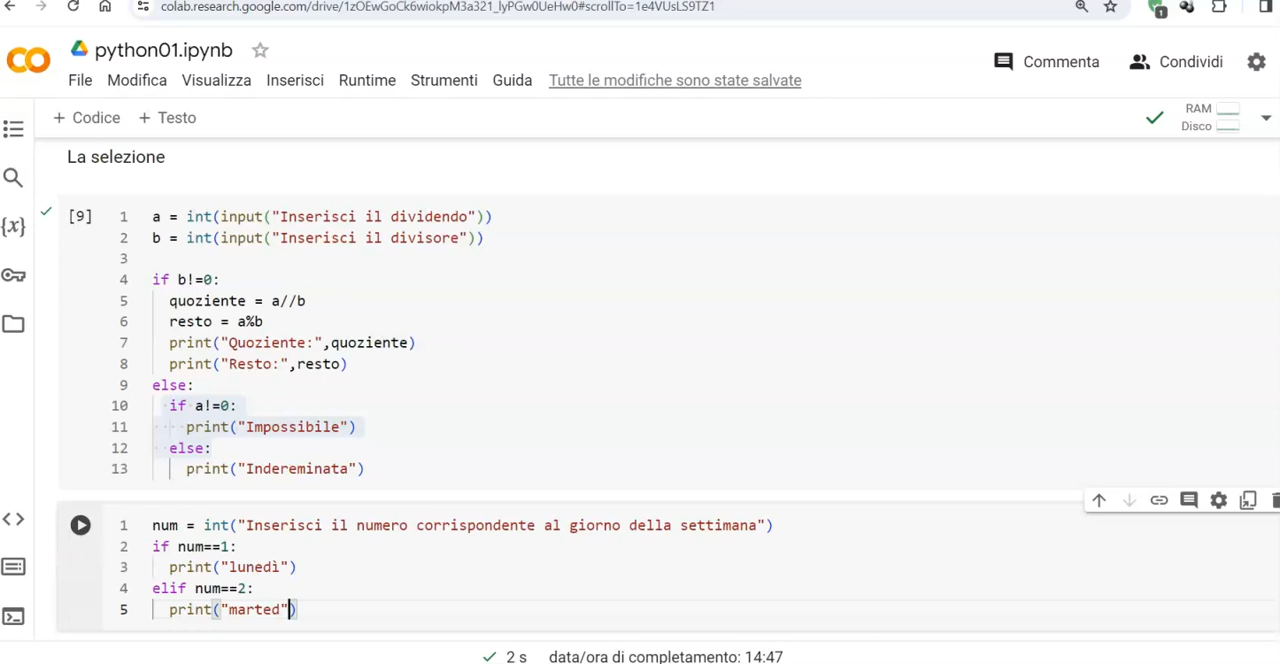 colab.research.google.com/drive/1zOEwGoCk6wiokpM3a321_lyPGw0UeHw0#scrollTo=1e4VUsLS9TZ1
1
python01.ipynb
File Modifica Visualizza Inserisci Runtime Strumenti Guida Tutte le modifiche sono state salvate
Commenta Condividi
+ Codice + Testo
RAM
Disco
La selezione
[9]
1 a = int(input("Inserisci il dividendo"))
2 b = int(input("Inserisci il divisore"))
3
4 if b!=0:
5 quoziente = a//b
6 resto = a%b
7 print("Quoziente:",quoziente)
8 print("Resto:",resto)
9 else:
10 if a!=0:
11 print("Impossibile")
12 else:
13 print("Indereminata")
1 num = int("Inserisci il numero corrispondente al giorno della settimana")
2 if num==1:
3 print("lunedì")
4 elif num==2:
5 print("marted")
2 s data/ora di completamento: 14:47